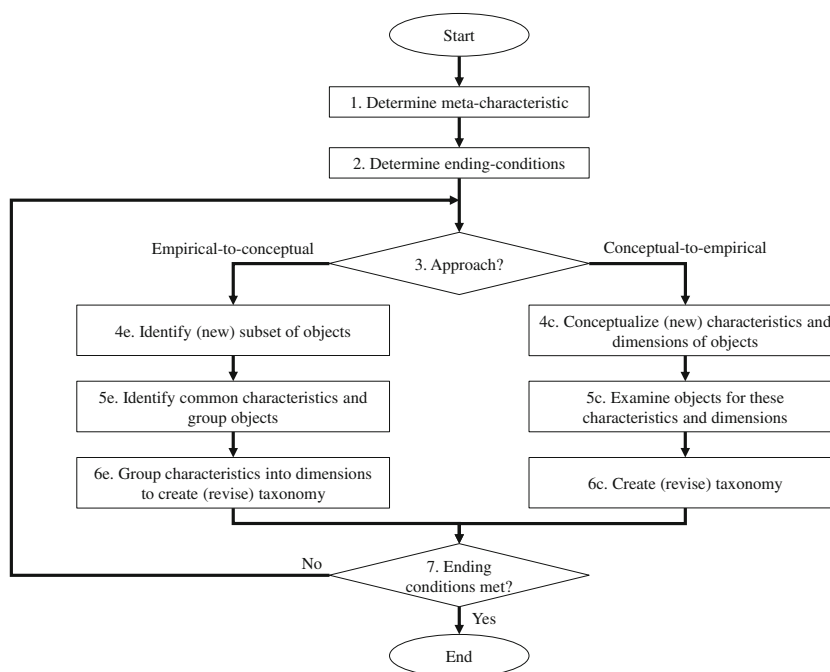 Start
1. Determine meta-characteristic
2. Determine ending-conditions
Empirical-to-conceptual
Conceptual-to-empirical
3. Approach?
4e. Identify (new) subset of objects
4c. Conceptualize (new) characteristics and
dimensions of objects
5e. Identify common characteristics and
group objects
5c. Examine objects for these
characteristics and dimensions
6e. Group characteristics into dimensions
to create (revise) taxonomy
6c. Create (revise) taxonomy
No
7. Ending
conditions met?
Yes
End